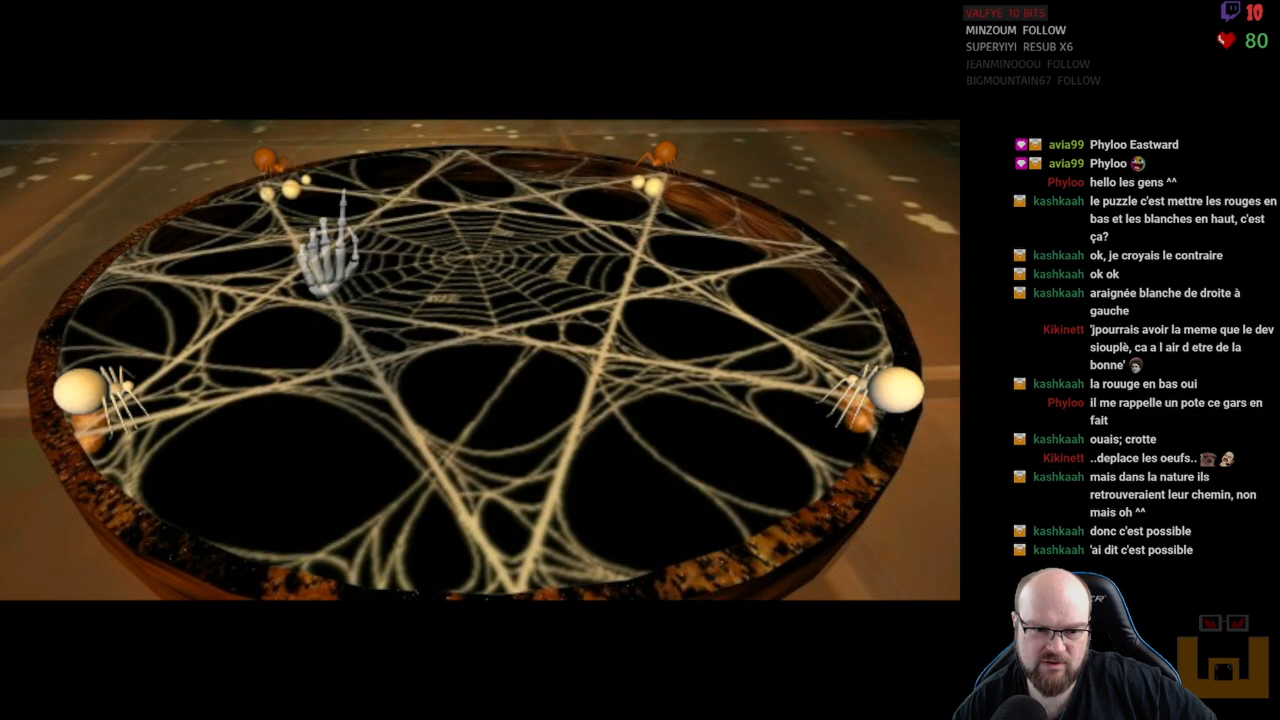 VALFYE 10 BITS
MINZOUM FOLLOW
SUPERYIYI RESUB X6
JEANMINOOOU FOLLOW
BIGMOUNTAIN67 FOLLOW
10
80
avia99 Phyloo Eastward
avia99 Phyloo
Phyloo hello les gens ^^
kashkaah le puzzle c'est mettre les rouges en
bas et les blanches en haut, c'est
ça?
kashkaah ok, je croyais le contraire
kashkaah ok ok
kashkaah araignée blanche de droite à
gauche
Kikinett 'jpourrais avoir la meme que le dev
siouplè, ca a l air d etre de la
bonne'
kashkaah la rouuge en bas oui
Phyloo il me rappelle un pote ce gars en
fait
kashkaah ouais; crotte
Kikinett ..deplace les oeufs..
kashkaah mais dans la nature ils
retrouveraient leur chemin, non
mais oh ^^
kashkaah donc c'est possible
kashkaah 'ai dit c'est possible